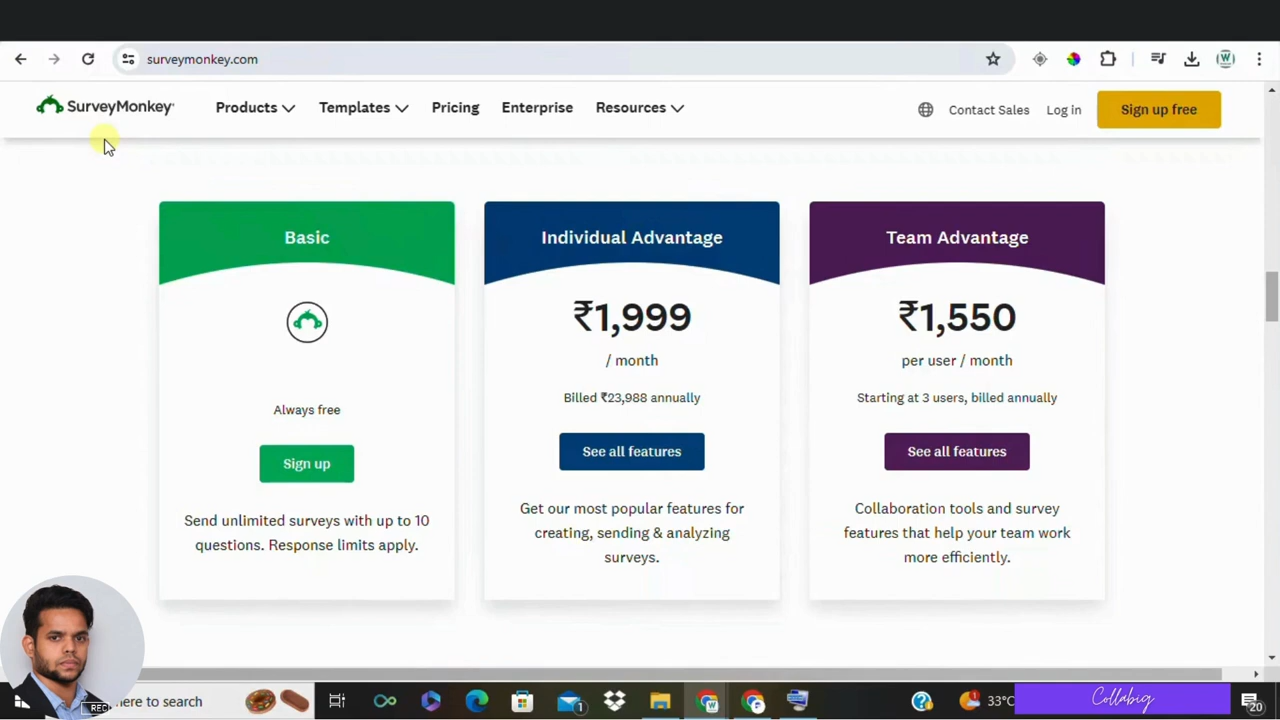 surveymonkey.com
SurveyMonkey
Products
Templates
Pricing
Enterprise
Resources
Contact Sales
Log in
Sign up free
Basic
Always free
Sign up
Send unlimited surveys with up to 10
questions. Response limits apply.
Individual Advantage
₹1,999
/ month
Billed ₹23,988 annually
See all features
Get our most popular features for
creating, sending & analyzing
surveys.
Team Advantage
₹1,550
per user / month
Starting at 3 users, billed annually
See all features
Collaboration tools and survey
features that help your team work
more efficiently.
REC
here to search
1
33°C
Collabig
20